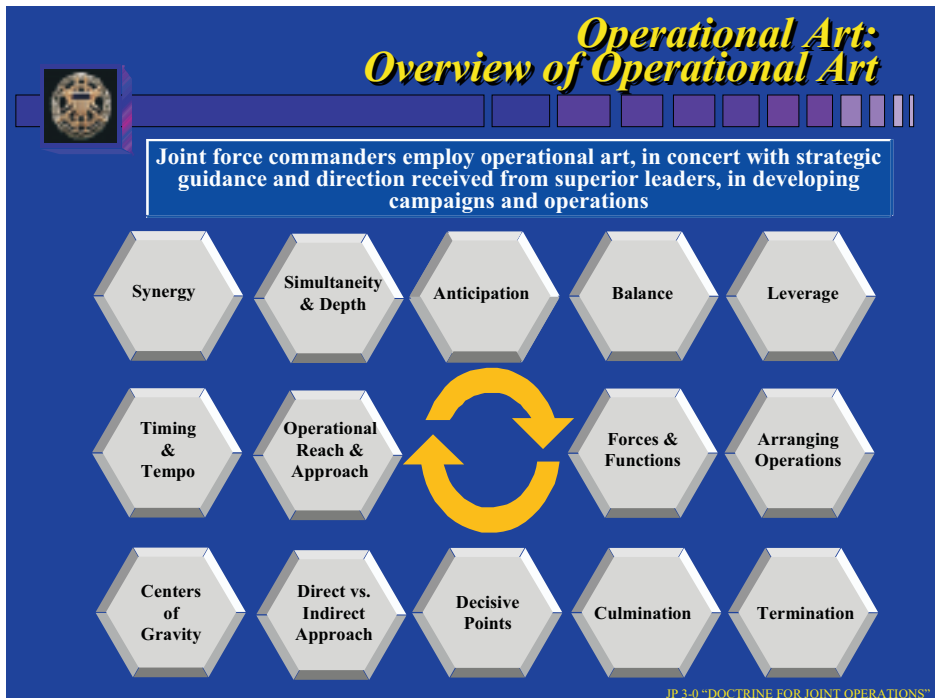 Operational Art:
Overview of Operational Art
Joint force commanders employ operational art, in concert with strategic
guidance and direction received from superior leaders, in developing
campaigns and operations
Synergy
Simultaneity
& Depth
Anticipation
Balance
Leverage
Timing
&
Tempo
Operational
Reach &
Approach
Forces &
Functions
Arranging
Operations
Centers
of
Gravity
Direct vs.
Indirect
Approach
Decisive
Points
Culmination
Termination
JP 3-0 “DOCTRINE FOR JOINT OPERATIONS”